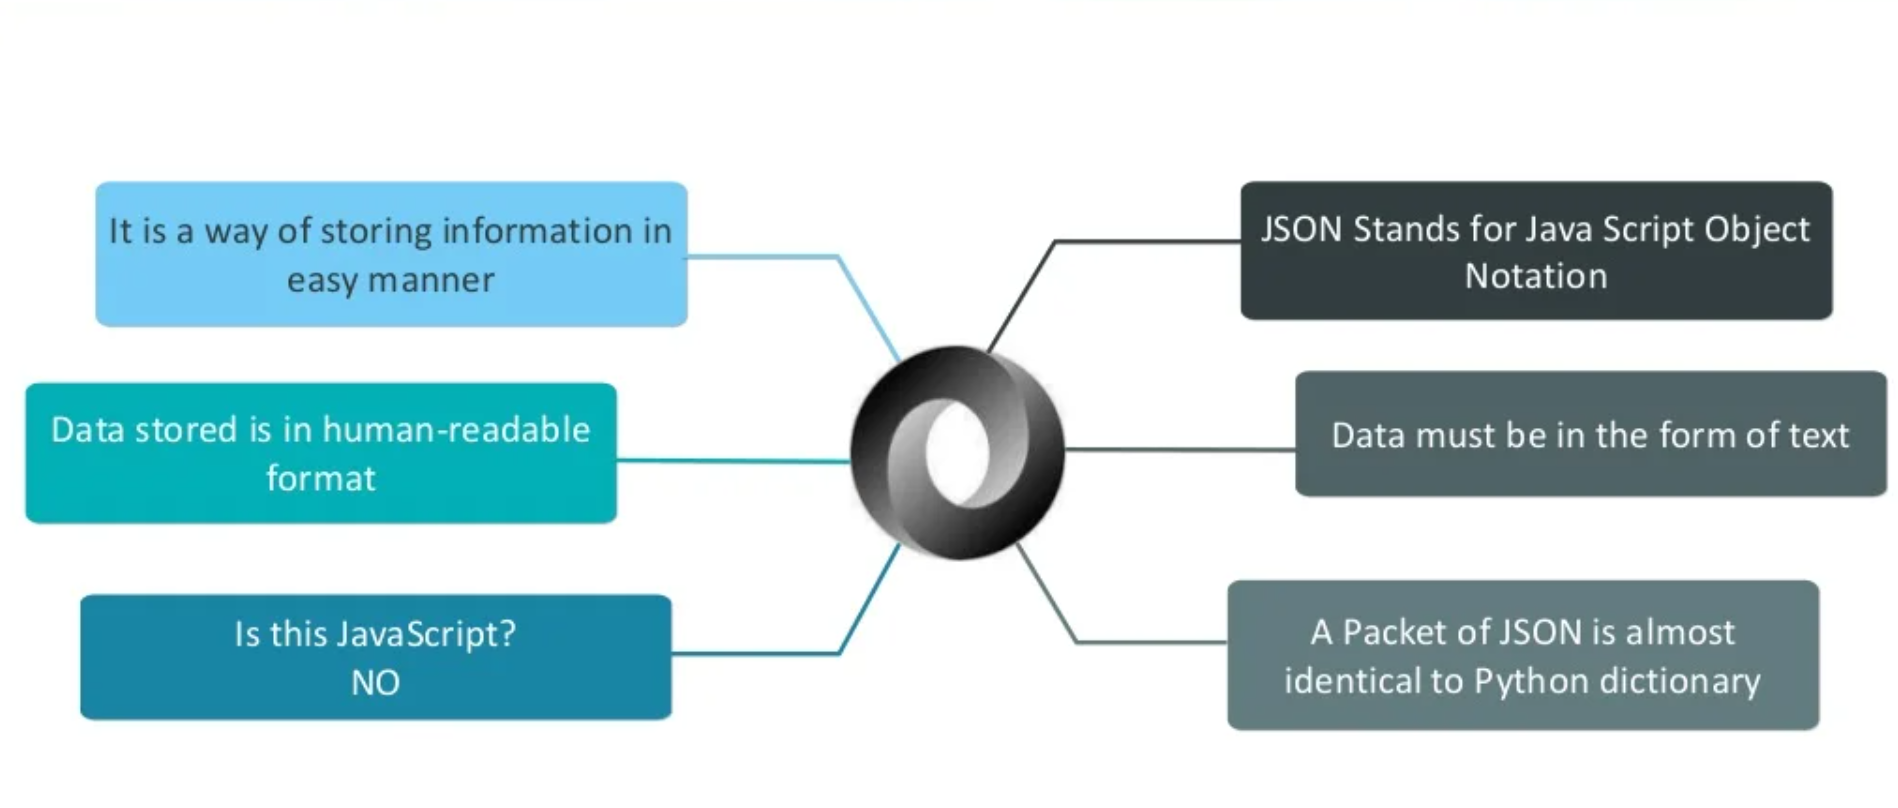 It is a way of storing information in
easy manner
Data stored is in human-readable
format
Is this JavaScript?
NO
JSON Stands for Java Script Object
Notation
Data must be in the form of text
A Packet of JSON is almost
identical to Python dictionary